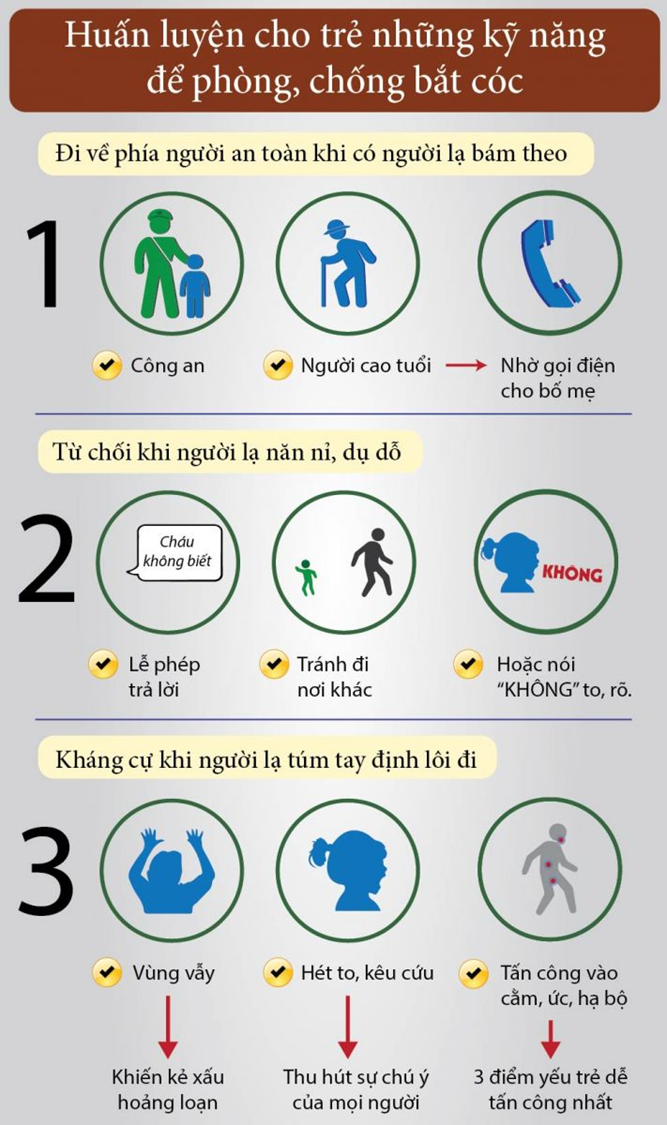 Huấn luyện cho trẻ những kỹ năng
để phòng, chống bắt cóc
Đi về phía người an toàn khi có người lạ bám theo
1
Công an
Người cao tuổi
Nhờ gọi điện
cho bố mẹ
Từ chối khi người lạ năn nỉ, dụ dỗ
2
Cháu
không biết
KHÔNG
Lễ phép
trả lời
Tránh đi
nơi khác
Hoặc nói
"KHÔNG" to, rõ.
Kháng cự khi người lạ túm tay định lôi đi
3
Vùng vẫy
Hét to, kêu cứu
Tấn công vào
cằm, ức, hạ bộ
Khiến kẻ xấu
hoảng loạn
Thu hút sự chú ý
của mọi người
3 điểm yếu trẻ dễ
tấn công nhất